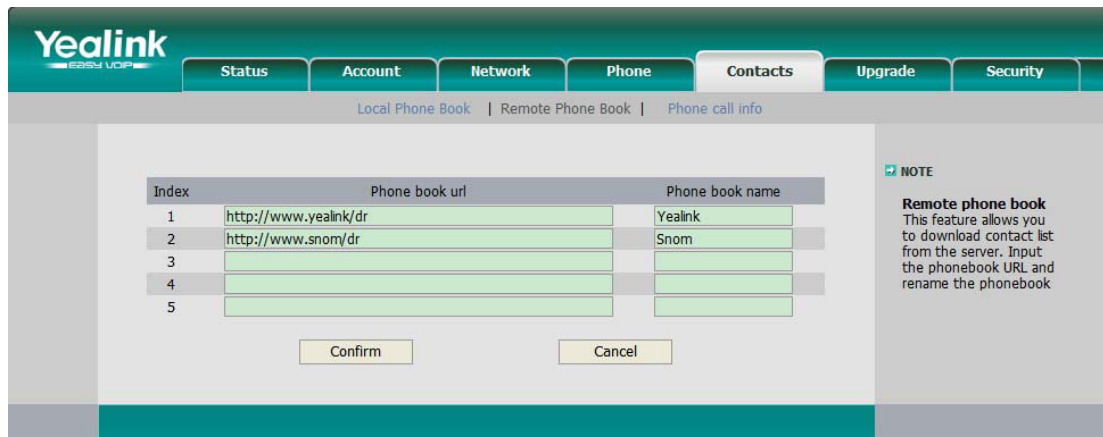 Yealink
EASY VOIP
Status Account Network Phone Contacts Upgrade Security
Local Phone Book | Remote Phone Book | Phone call info
Index Phone book url Phone book name
1 http://www.yealink/dr Yealink
2 http://www.snom/dr Snom
3
4
5
Confirm Cancel
NOTE
Remote phone book
This feature allows you
to download contact list
from the server. Input
the phonebook URL and
rename the phonebook